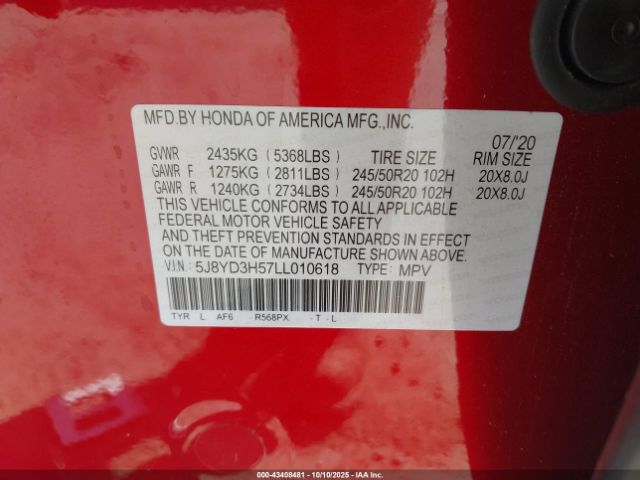 MFD.BY HONDA OF AMERICA MFG.,INC.
07/'20
GVWR 2435KG (5368LBS) TIRE SIZE RIM SIZE
GAWR F 1275KG (2811LBS) 245/50R20 102H 20X8.0J
GAWR R 1240KG (2734LBS) 245/50R20 102H 20X8.0J
THIS VEHICLE CONFORMS TO ALL APPLICABLE
FEDERAL MOTOR VEHICLE SAFETY
AND THEFT PREVENTION STANDARDS IN EFFECT
ON THE DATE OF MANUFACTURE SHOWN ABOVE.
V.I.N: 5J8YD3H57LL010618 TYPE: MPV
TYR L AF6 - R568PX. - T - L
000-43408481 - 10/10/2025 - IAA Inc.